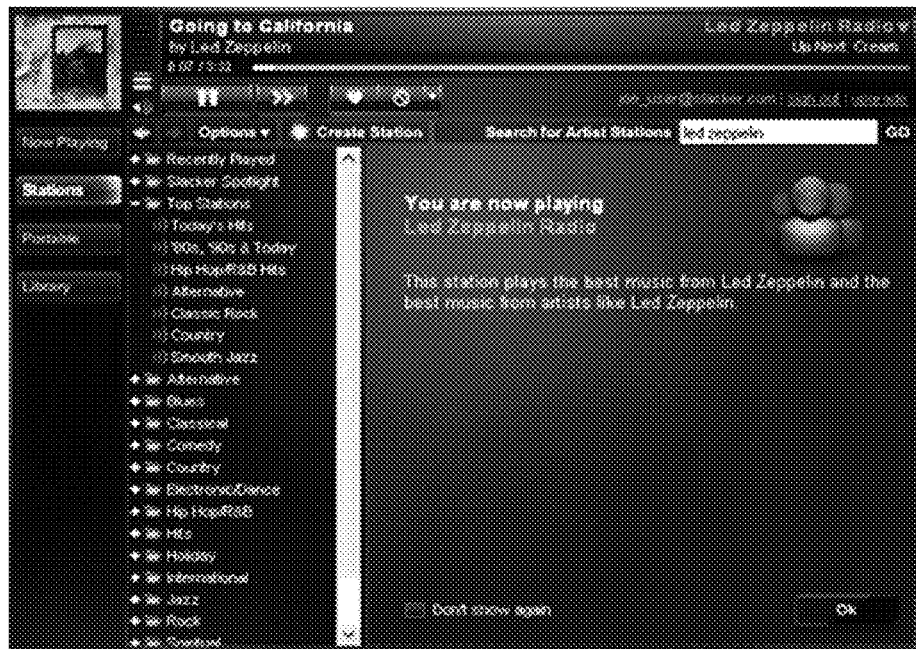 Going to California
by Led Zeppelin
Led Zeppelin Radio
Up Next: Cream
sign out
Options
Create Station
Search for Artist Stations
led zeppelin
GO
Now Playing
Stations
Portable
Library
Recently Played
Slacker Spotlight
Top Stations
Today's Hits
'80s, '90s & Today
Hip Hop/R&B Hits
Alternative
Classic Rock
Country
Smooth Jazz
Alternative
Blues
Classical
Comedy
Country
Electronic/Dance
Hip Hop/R&B
Hits
Holiday
International
Jazz
Rock
Spiritual
You are now playing
Led Zeppelin Radio
This station plays the best music from Led Zeppelin and the
best music from artists like Led Zeppelin.
Don't show again
Ok